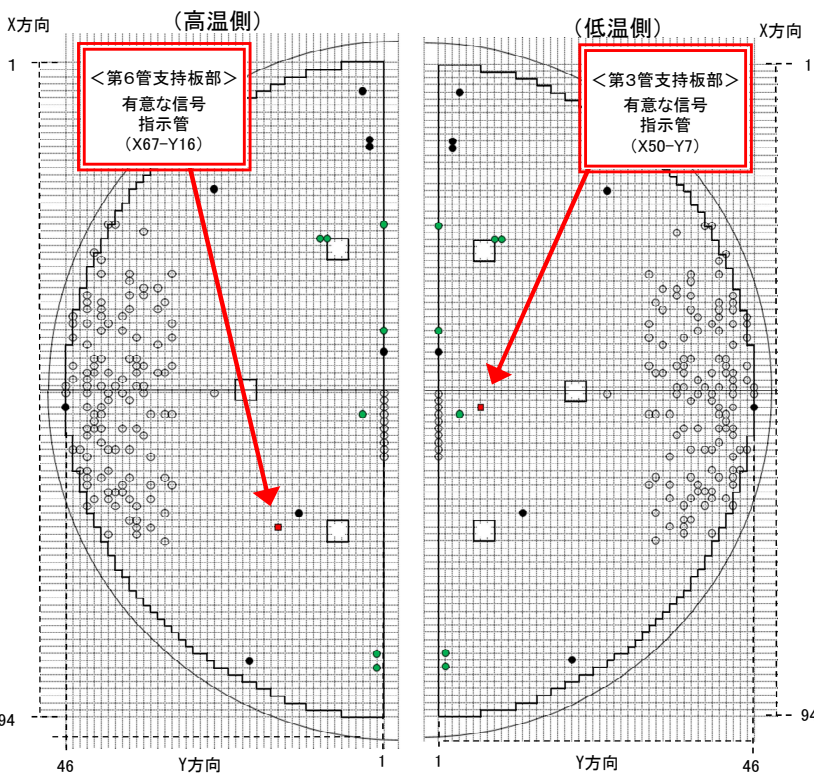 (高温側)
(低温側)
X方向
X方向
1
1
＜第6管支持板部＞
有意な信号
指示管
(X67-Y16)
＜第3管支持板部＞
有意な信号
指示管
(X50-Y7)
94
94
46
Y方向
1
1
Y方向
46